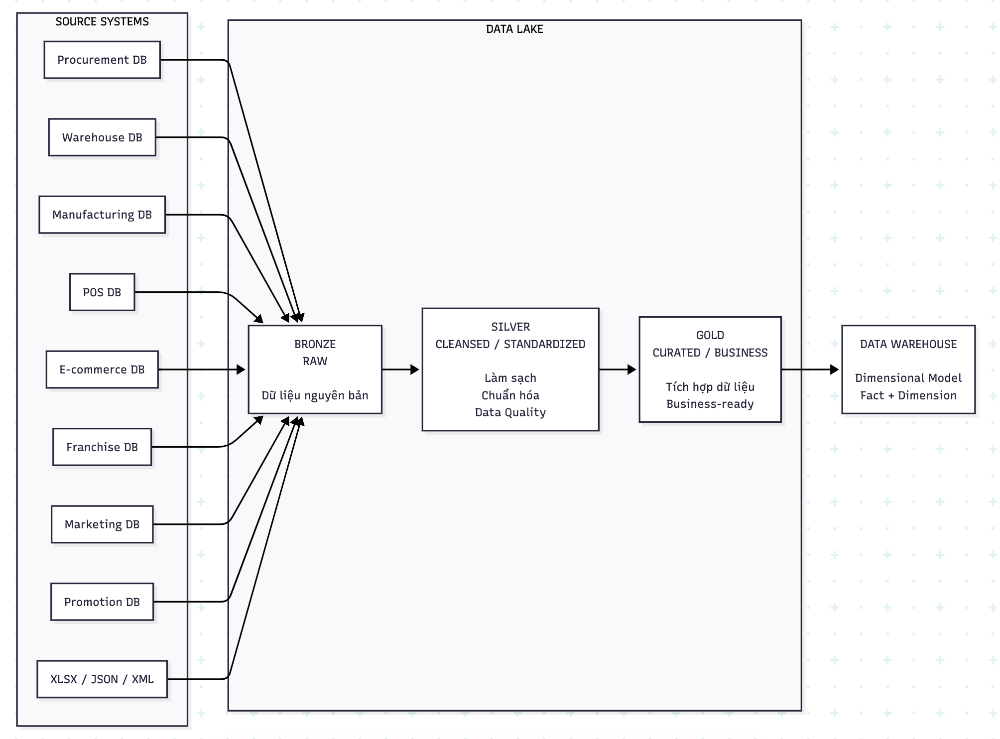 SOURCE SYSTEMS
Procurement DB
Warehouse DB
Manufacturing DB
POS DB
E-commerce DB
Franchise DB
Marketing DB
Promotion DB
XLSX / JSON / XML
DATA LAKE
BRONZE
RAW
Dữ liệu nguyên bản
SILVER
CLEANSED / STANDARDIZED
Làm sạch
Chuẩn hóa
Data Quality
GOLD
CURATED / BUSINESS
Tích hợp dữ liệu
Business-ready
DATA WAREHOUSE
Dimensional Model
Fact + Dimension